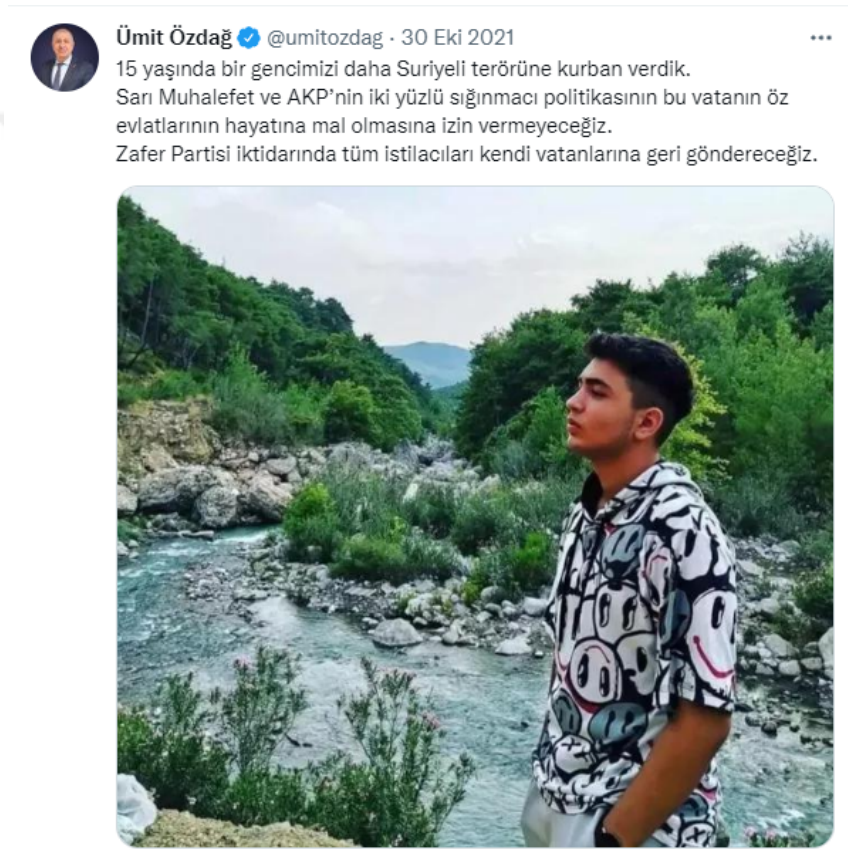 Ümit Özdağ @umitozdag · 30 Eki 2021
15 yaşında bir gencimizi daha Suriyeli terörüne kurban verdik.
Sarı Muhalefet ve AKP'nin iki yüzlü sığınmacı politikasının bu vatanın öz
evlatlarının hayatına mal olmasına izin vermeyeceğiz.
Zafer Partisi iktidarında tüm istilacıları kendi vatanlarına geri göndereceğiz.